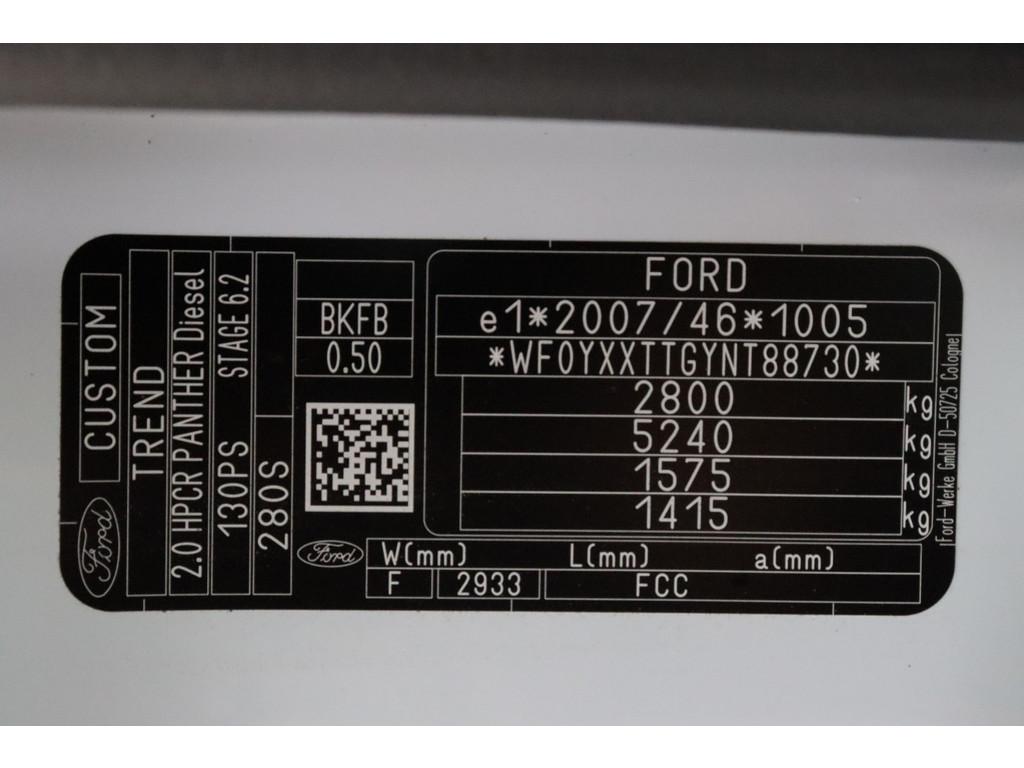 CUSTOM
Ford
TREND
2.0 HPCR PANTHER Diesel
130PS STAGE 6.2
280S
BKFB
0.50
FORD
e1*2007/46*1005
*WF0YXXTTGYNT88730*
2800 kg
5240 kg
1575 kg
1415 kg
Ford-Werke GmbH D-50725 Cologne
Ford
W(mm) L(mm) a(mm)
F 2933 FCC